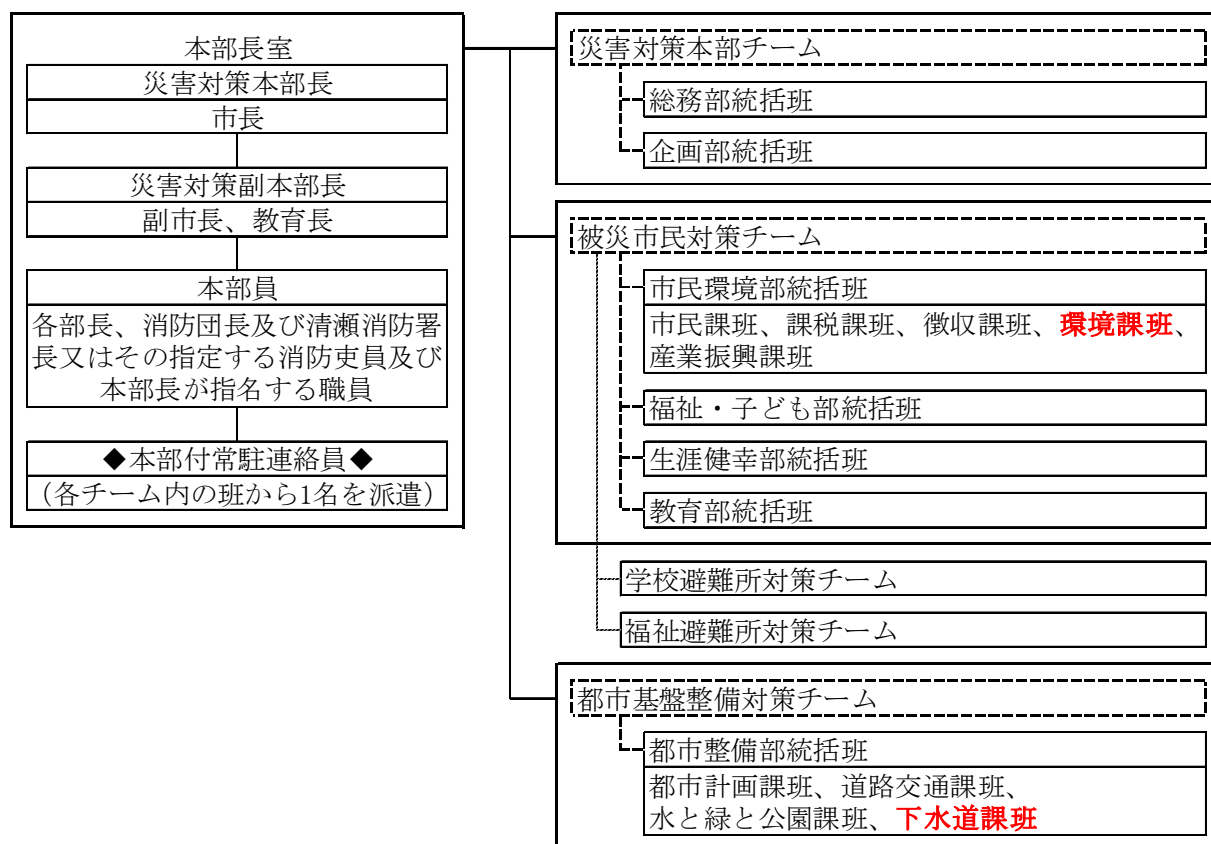 本部長室
災害対策本部長
市長
災害対策副本部長
副市長、教育長
本部員
各部長、消防団長及び清瀬消防署
長又はその指定する消防吏員及び
本部長が指名する職員
◆本部付常駐連絡員◆
（各チーム内の班から1名を派遣）
災害対策本部チーム
総務部統括班
企画部統括班
被災市民対策チーム
市民環境部統括班
市民課班、課税課班、徴収課班、環境課班、
産業振興課班
福祉・子ども部統括班
生涯健幸部統括班
教育部統括班
学校避難所対策チーム
福祉避難所対策チーム
都市基盤整備対策チーム
都市整備部統括班
都市計画課班、道路交通課班、
水と緑と公園課班、下水道課班